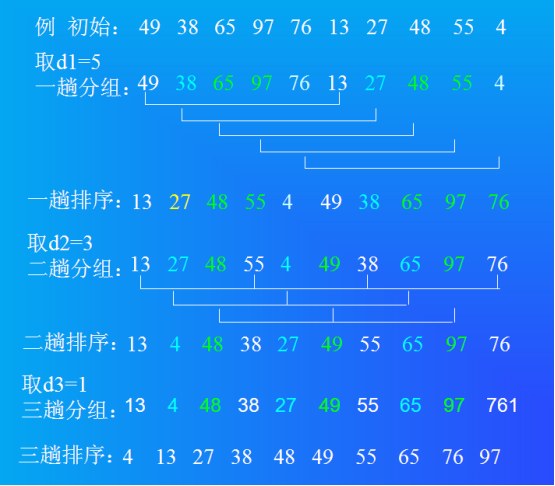 例 初始： 49 38 65 97 76 13 27 48 55 4
取d1=5
一趟分组：49 38 65 97 76 13 27 48 55 4
一趟排序：13 27 48 55 4 49 38 65 97 76
取d2=3
二趟分组：13 27 48 55 4 49 38 65 97 76
二趟排序：13 4 48 38 27 49 55 65 97 76
取d3=1
三趟分组：13 4 48 38 27 49 55 65 97 761
三趟排序：4 13 27 38 48 49 55 65 76 97